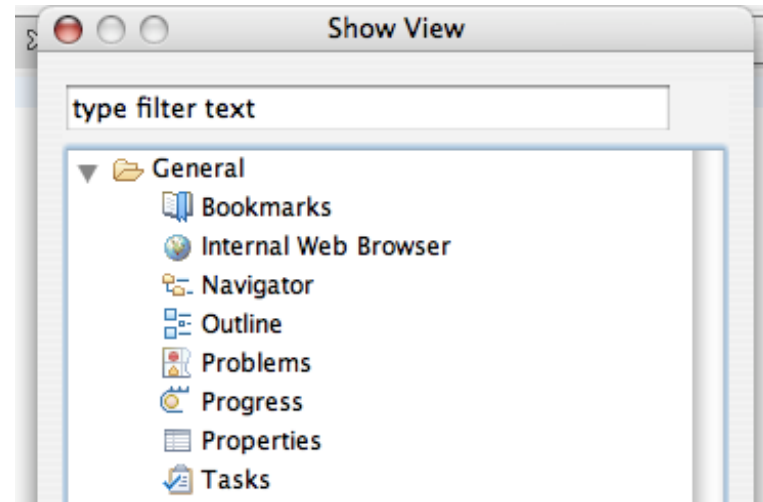 Show View
type filter text
General
Bookmarks
Internal Web Browser
Navigator
Outline
Problems
Progress
Properties
Tasks